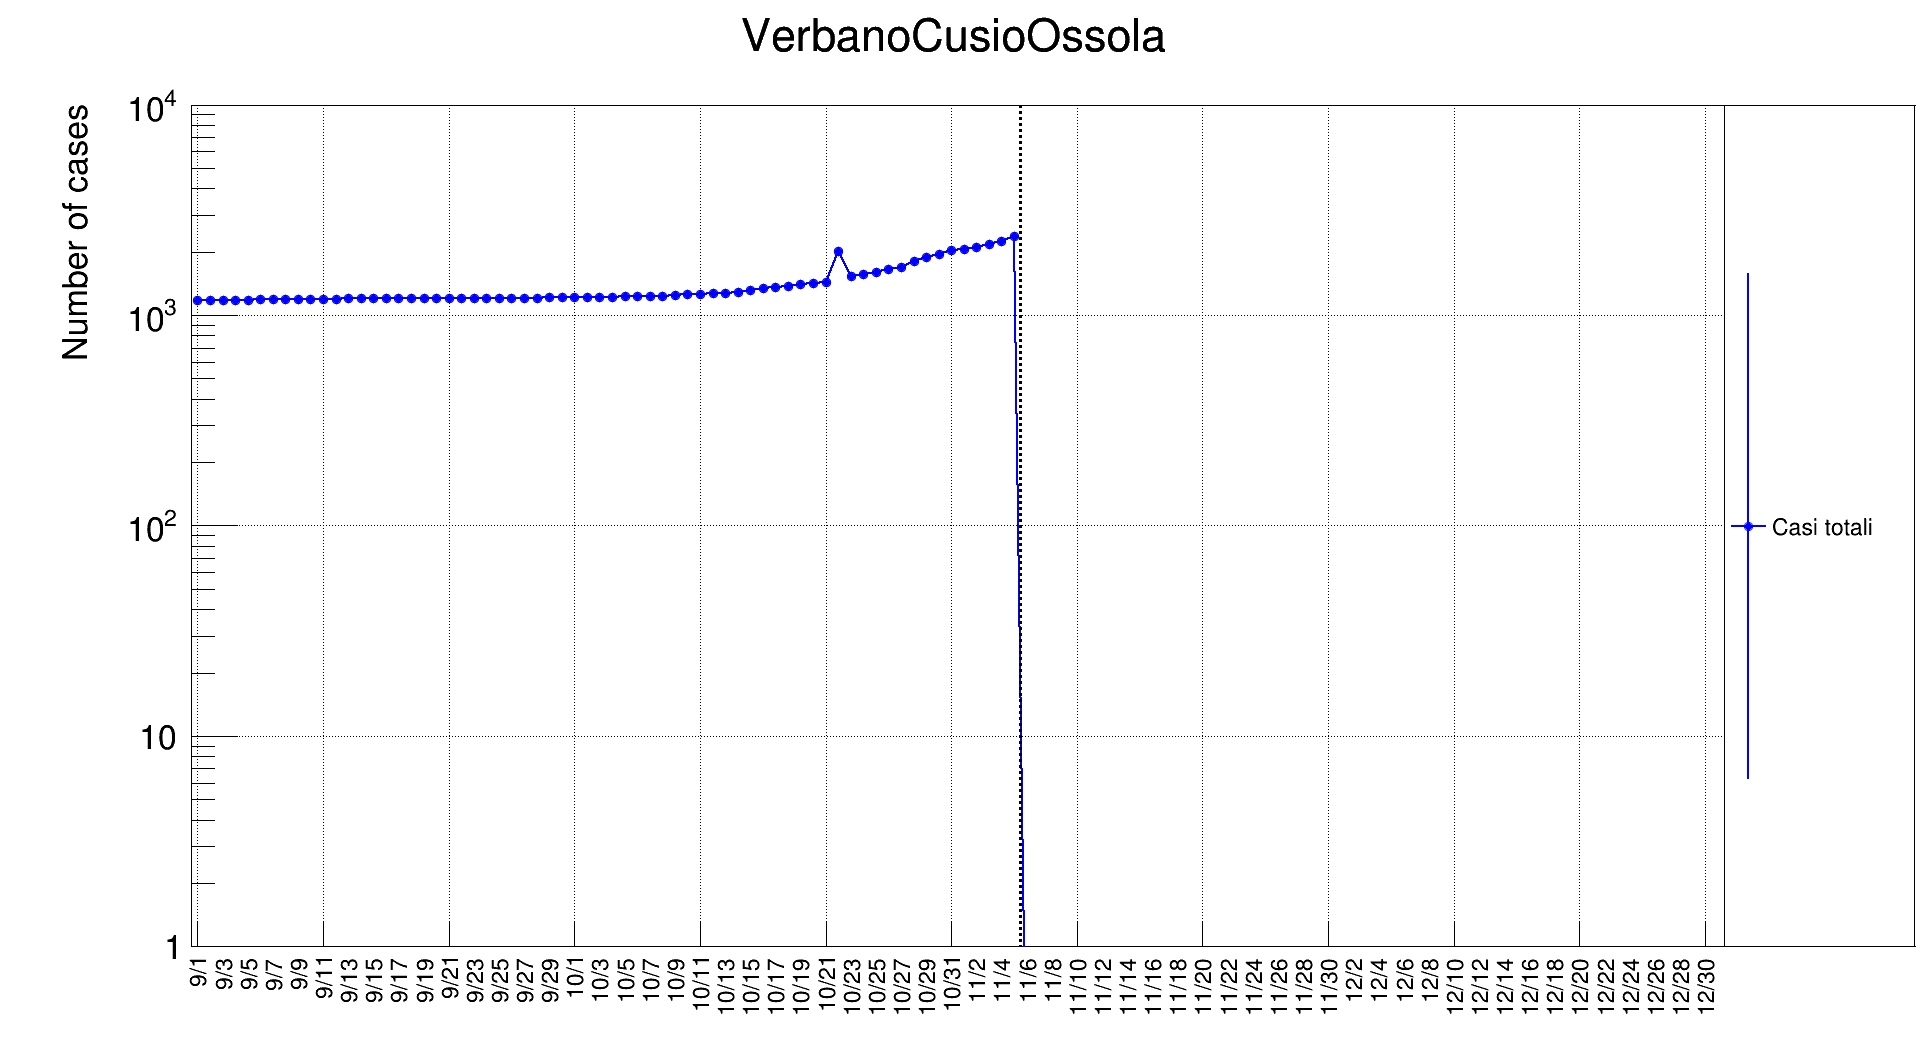 VerbanoCusioOssola
Number of cases
10^4
10^3
10^2
10
1
9/1 9/3 9/5 9/7 9/9 9/11 9/13 9/15 9/17 9/19 9/21 9/23 9/25 9/27 9/29 10/1 10/3 10/5 10/7 10/9 10/11 10/13 10/15 10/17 10/19 10/21 10/23 10/25 10/27 10/29 10/31 11/2 11/4 11/6 11/8 11/10 11/12 11/14 11/16 11/18 11/20 11/22 11/24 11/26 11/28 11/30 12/2 12/4 12/6 12/8 12/10 12/12 12/14 12/16 12/18 12/20 12/22 12/24 12/26 12/28 12/30
Casi totali